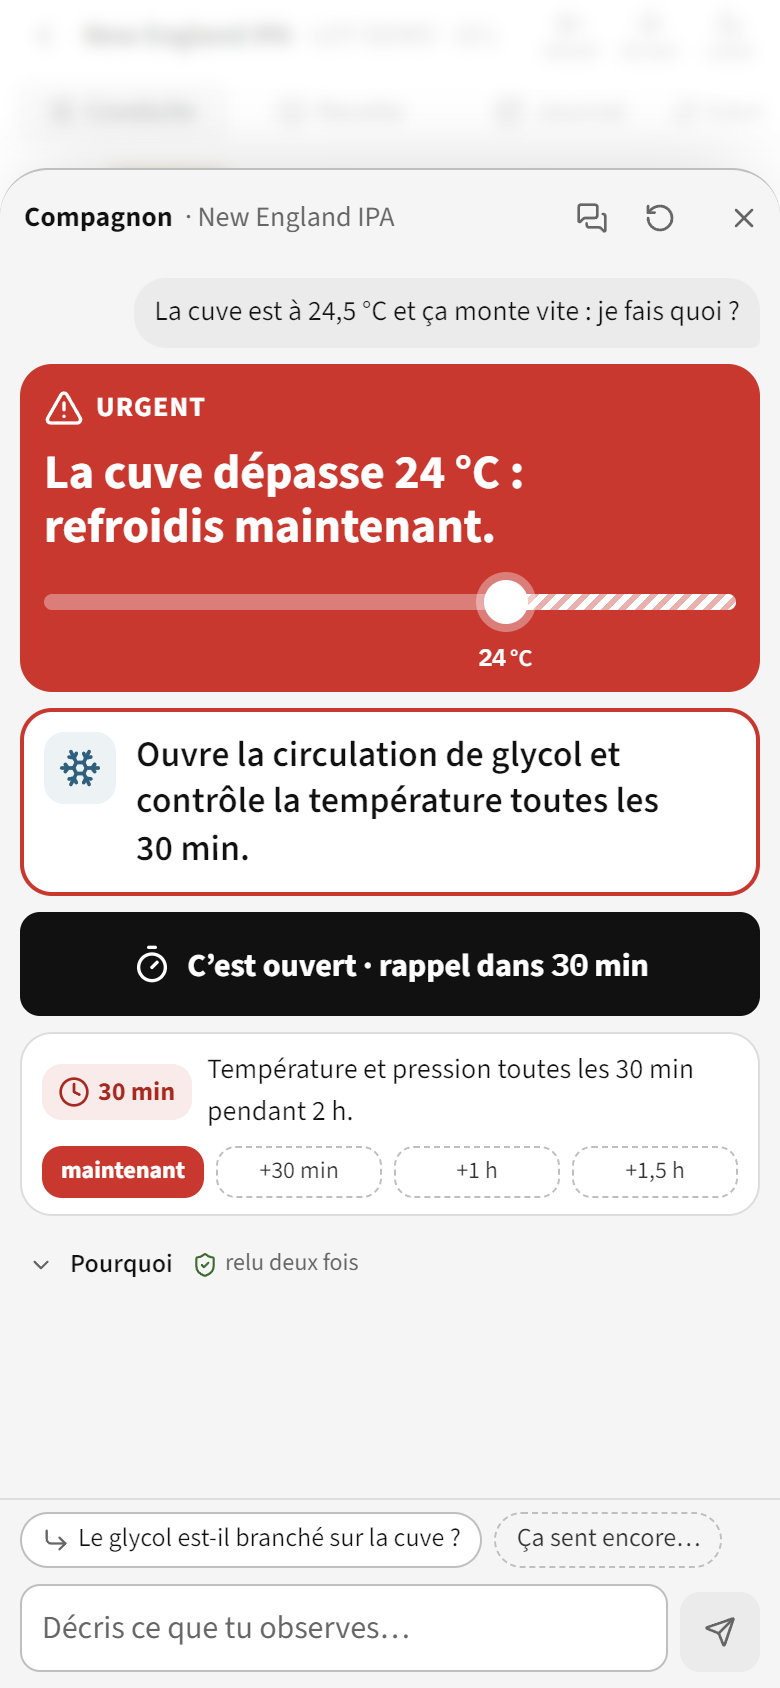 Compagnon · New England IPA
La cuve est à 24,5 °C et ça monte vite : je fais quoi ?
URGENT
La cuve dépasse 24 °C :
refroidis maintenant.
24 °C
Ouvre la circulation de glycol et
contrôle la température toutes les
30 min.
C’est ouvert · rappel dans 30 min
30 min
Température et pression toutes les 30 min
pendant 2 h.
maintenant
+30 min
+1 h
+1,5 h
Pourquoi
relu deux fois
Le glycol est-il branché sur la cuve ?
Ça sent encore…
Décris ce que tu observes…